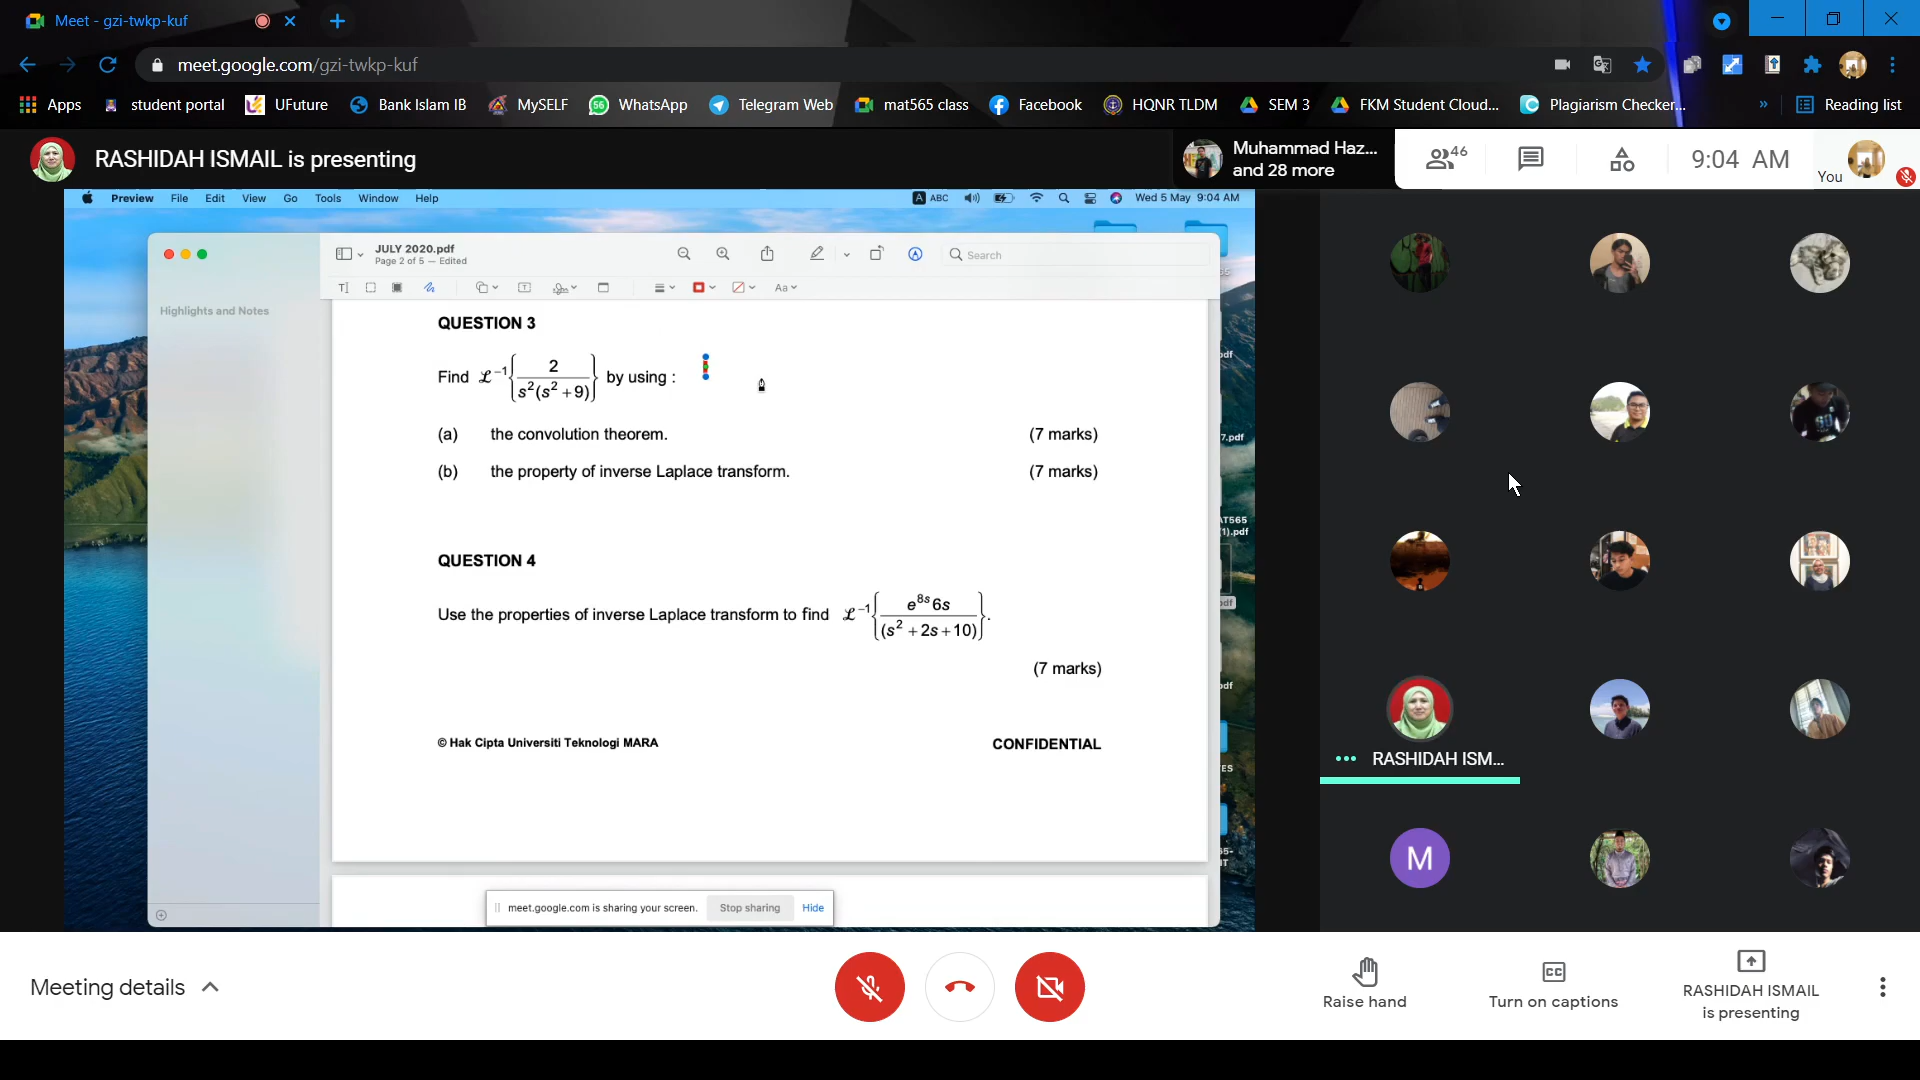 Meet - gzi-twkp-kuf
meet.google.com/gzi-twkp-kuf
Apps student portal UFuture Bank Islam IB MySELF 56 WhatsApp Telegram Web mat565 class Facebook HQNR TLDM SEM 3 FKM Student Cloud... Plagiarism Checker... » Reading list
RASHIDAH ISMAIL is presenting
Muhammad Haz...
and 28 more
46
9:04 AM
You
Preview File Edit View Go Tools Window Help A ABC Wed 5 May 9:04 AM
JULY 2020.pdf
Page 2 of 5 — Edited
Search
Aa
Highlights and Notes
QUESTION 3
Find ℒ⁻¹{2/(s²(s² + 9))} by using :
(a) the convolution theorem. (7 marks)
(b) the property of inverse Laplace transform. (7 marks)
QUESTION 4
Use the properties of inverse Laplace transform to find ℒ⁻¹{e⁸ˢ6s/(s² + 2s + 10)}.
(7 marks)
© Hak Cipta Universiti Teknologi MARA CONFIDENTIAL
meet.google.com is sharing your screen. Stop sharing Hide
7.pdf
(1).pdf
RASHIDAH ISM...
M
Meeting details
Raise hand
Turn on captions
RASHIDAH ISMAIL
is presenting